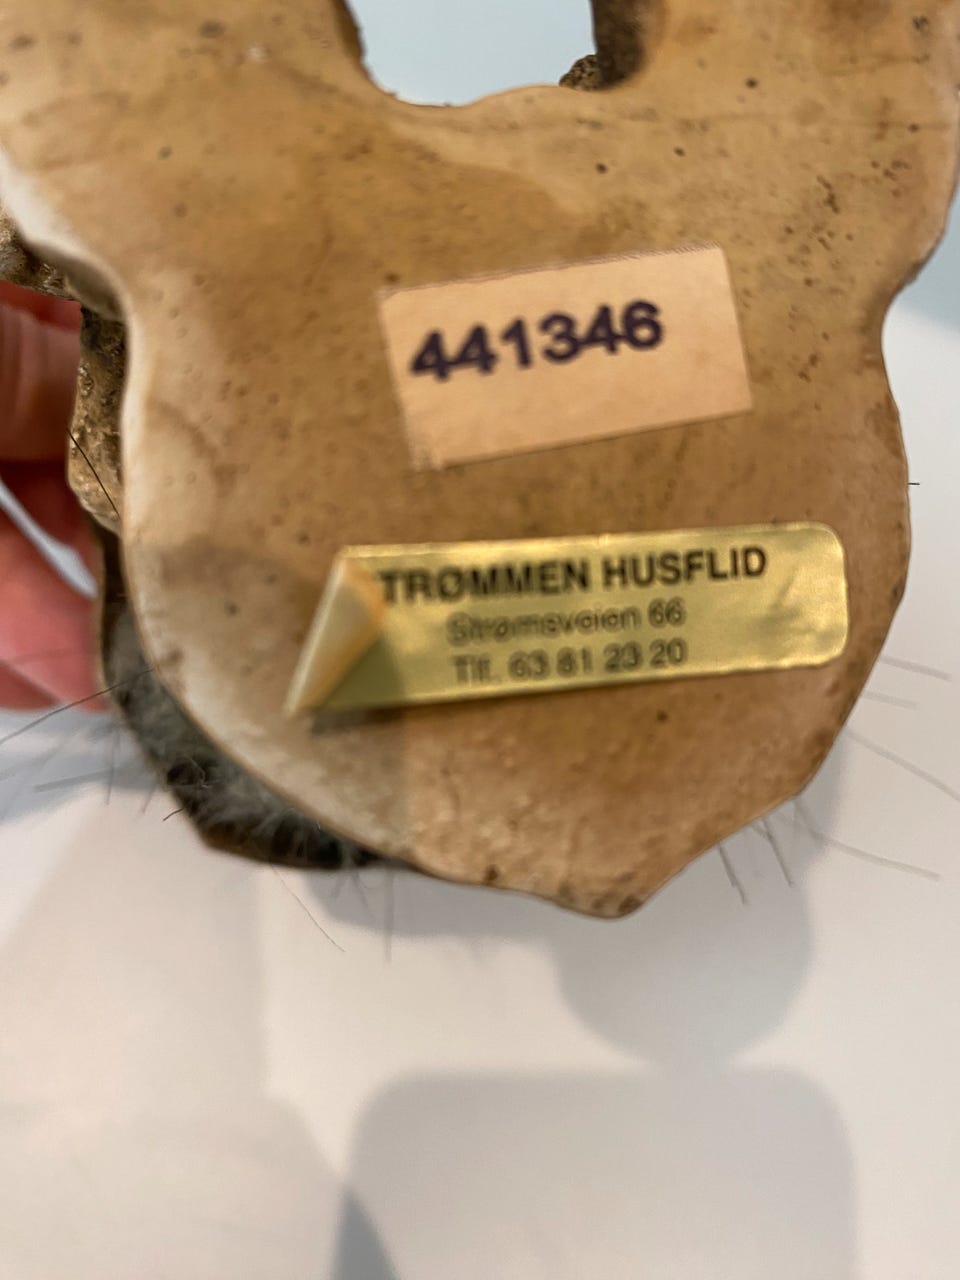 441346
TRØMMEN HUSFLID
Strømsveien 66
Tlf. 63 81 23 20